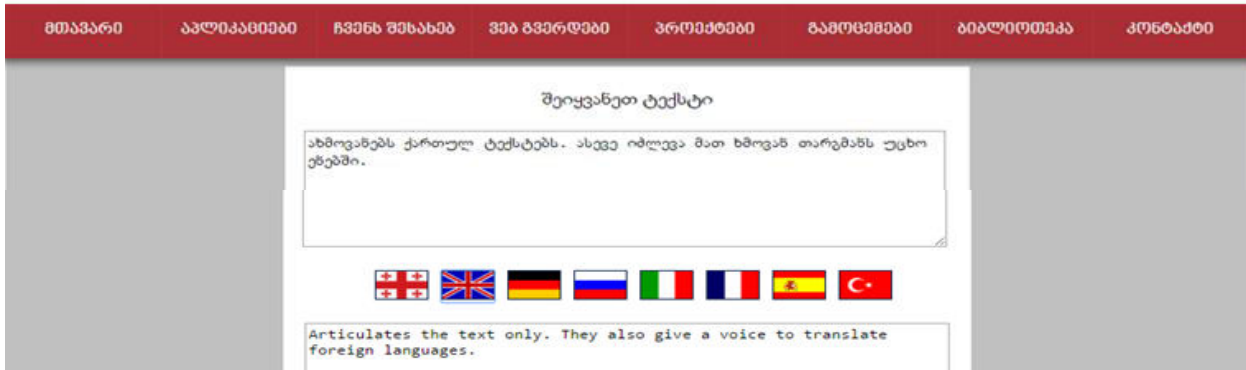 მთავარი აპლიკაციები ჩვენს შესახებ ვებ გვერდები პროექტები გამოცემები ბიბლიოთეკა კონტაქტი
შეიყვანეთ ტექსტი
ახმოვანებს ქართულ ტექსტებს. ასევე იძლევა მათ ხმოვან თარგმანს უცხო
ენებში.
Articulates the text only. They also give a voice to translate
foreign languages.